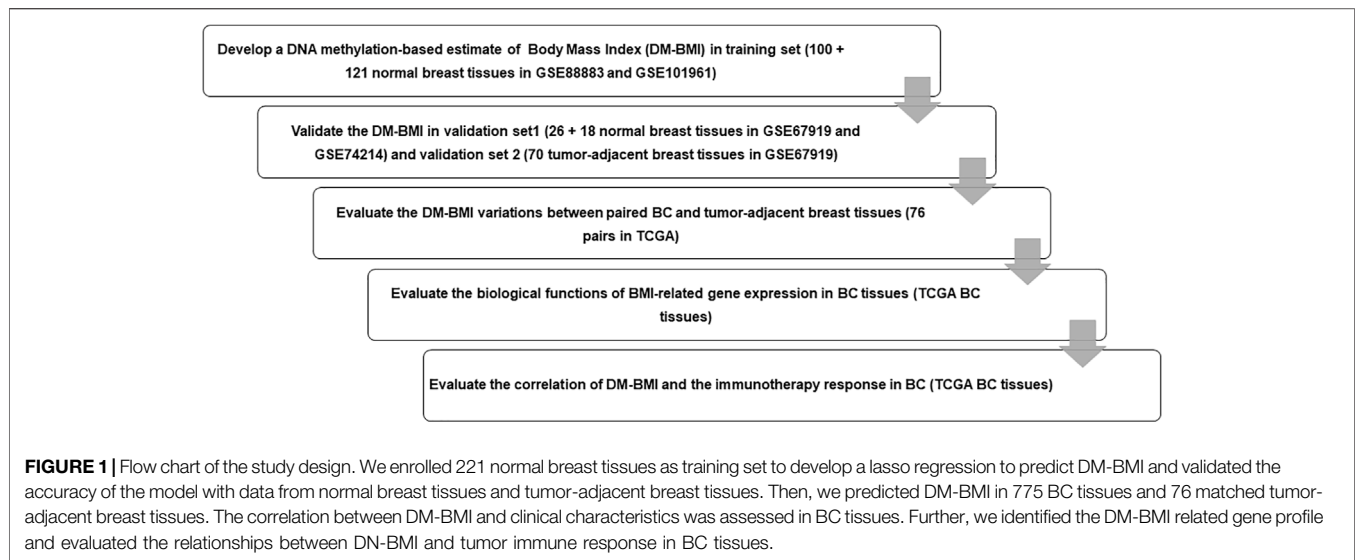 Develop a DNA methylation-based estimate of Body Mass Index (DM-BMI) in training set (100 +
121 normal breast tissues in GSE88883 and GSE101961)
Validate the DM-BMI in validation set1 (26 + 18 normal breast tissues in GSE67919 and
GSE74214) and validation set 2 (70 tumor-adjacent breast tissues in GSE67919)
Evaluate the DM-BMI variations between paired BC and tumor-adjacent breast tissues (76
pairs in TCGA)
Evaluate the biological functions of BMI-related gene expression in BC tissues (TCGA BC
tissues)
Evaluate the correlation of DM-BMI and the immunotherapy response in BC (TCGA BC tissues)
FIGURE 1 | Flow chart of the study design. We enrolled 221 normal breast tissues as training set to develop a lasso regression to predict DM-BMI and validated the
accuracy of the model with data from normal breast tissues and tumor-adjacent breast tissues. Then, we predicted DM-BMI in 775 BC tissues and 76 matched tumor-
adjacent breast tissues. The correlation between DM-BMI and clinical characteristics was assessed in BC tissues. Further, we identified the DM-BMI related gene profile
and evaluated the relationships between DN-BMI and tumor immune response in BC tissues.